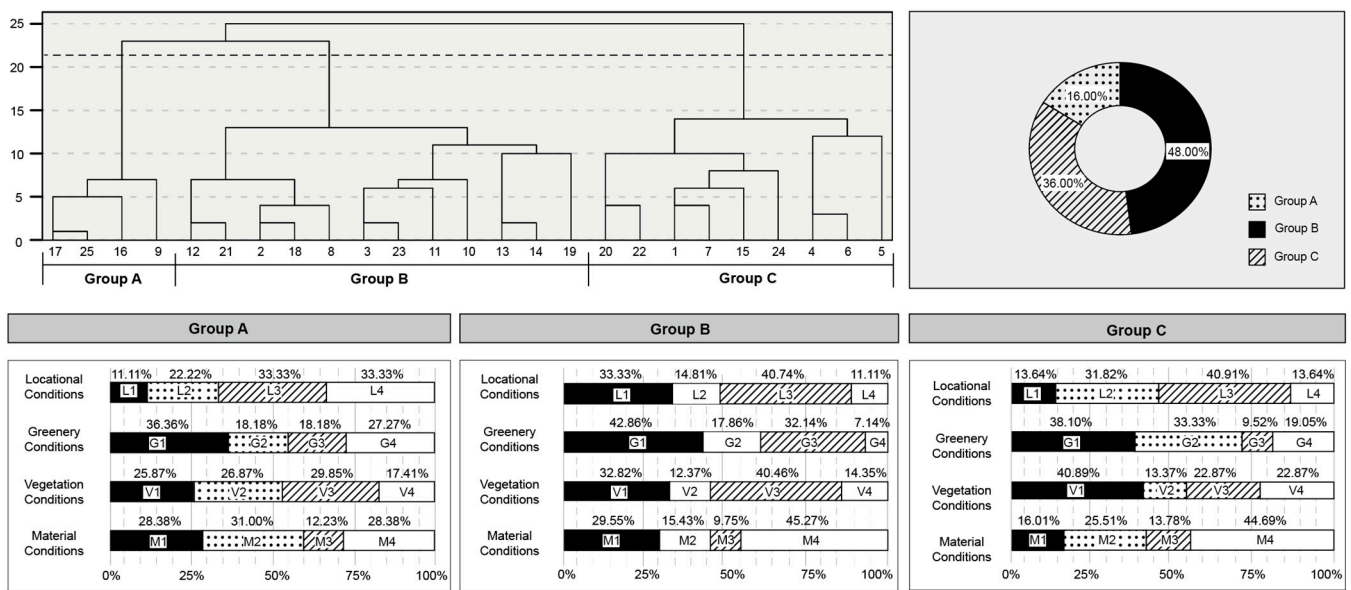 25
20
15
10
5
0
17 25 16 9 12 21 2 18 8 3 23 11 10 13 14 19 20 22 1 7 15 24 4 6 5
Group A Group B Group C
16.00%
48.00%
36.00%
Group A
Group B
Group C
Group A
Locational
Conditions
11.11% 22.22% 33.33% 33.33%
L1 L2 L3 L4
Greenery
Conditions
36.36% 18.18% 18.18% 27.27%
G1 G2 G3 G4
Vegetation
Conditions
25.87% 26.87% 29.85% 17.41%
V1 V2 V3 V4
Material
Conditions
28.38% 31.00% 12.23% 28.38%
M1 M2 M3 M4
0% 25% 50% 75% 100%
Group B
Locational
Conditions
33.33% 14.81% 40.74% 11.11%
L1 L2 L3 L4
Greenery
Conditions
42.86% 17.86% 32.14% 7.14%
G1 G2 G3 G4
Vegetation
Conditions
32.82% 12.37% 40.46% 14.35%
V1 V2 V3 V4
Material
Conditions
29.55% 15.43% 9.75% 45.27%
M1 M2 M3 M4
0% 25% 50% 75% 100%
Group C
Locational
Conditions
13.64% 31.82% 40.91% 13.64%
L1 L2 L3 L4
Greenery
Conditions
38.10% 33.33% 9.52% 19.05%
G1 G2 G3 G4
Vegetation
Conditions
40.89% 13.37% 22.87% 22.87%
V1 V2 V3 V4
Material
Conditions
16.01% 25.51% 13.78% 44.69%
M1 M2 M3 M4
0% 25% 50% 75% 100%